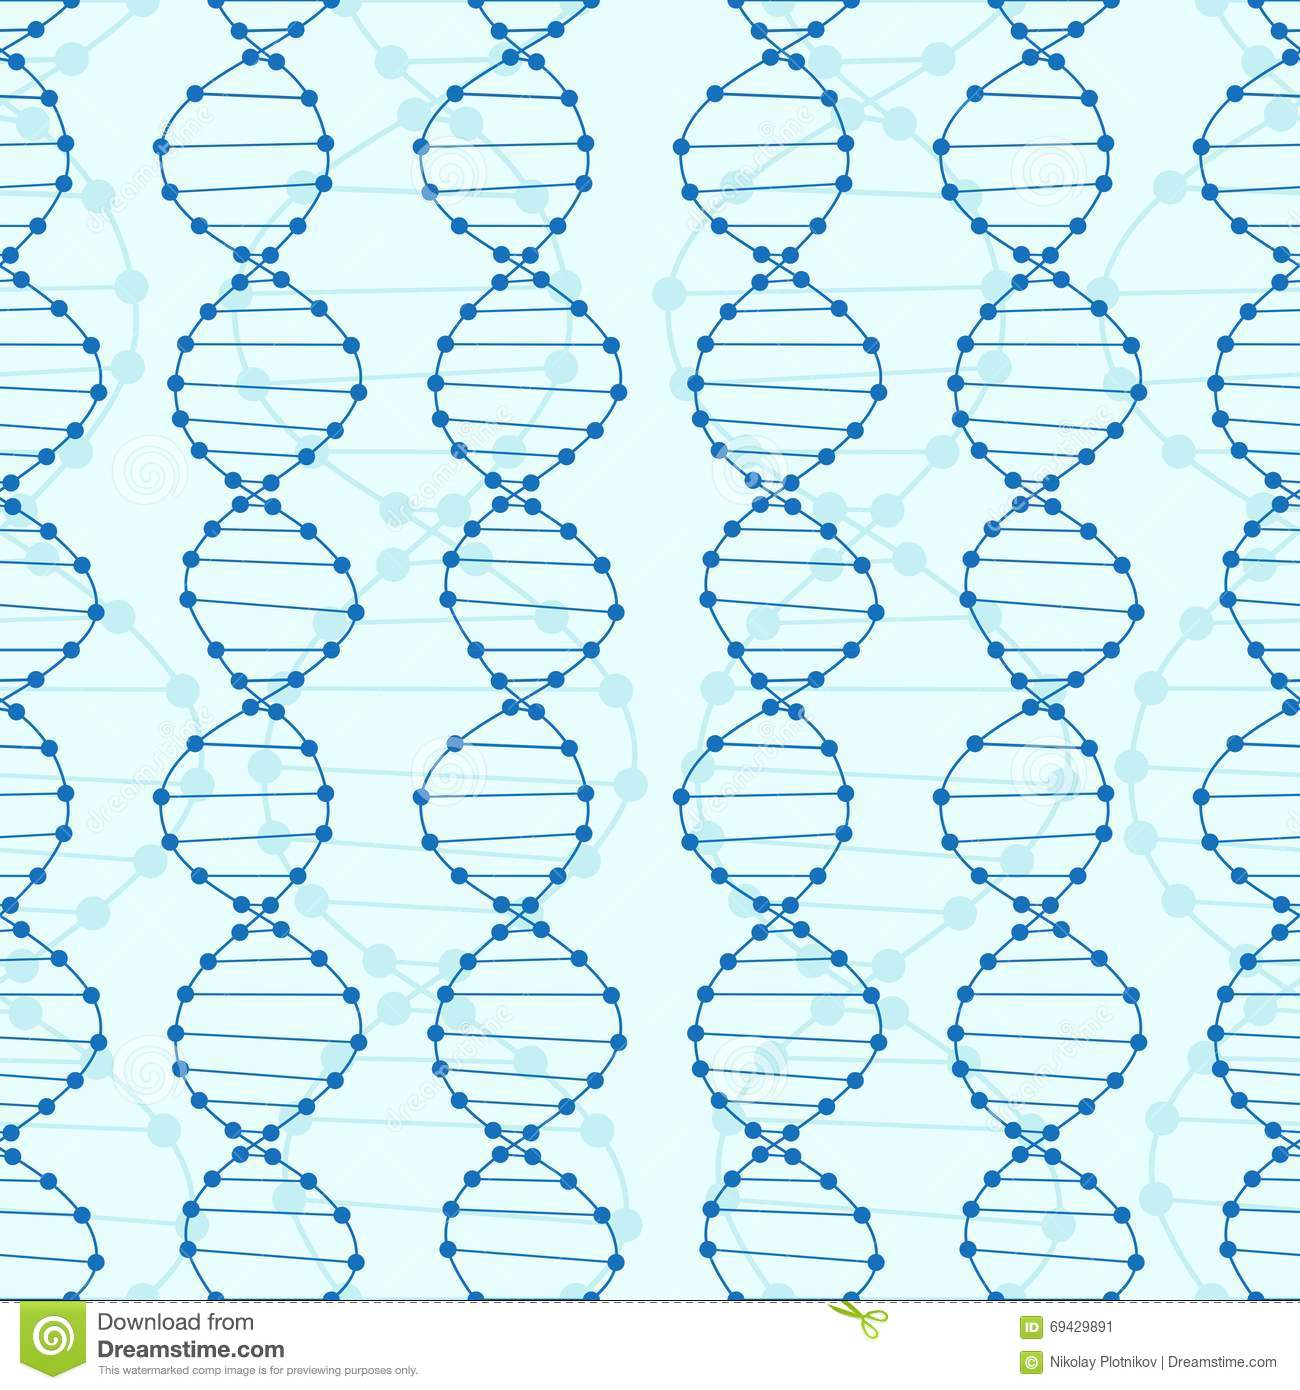 Download from
Dreamstime.com
This watermarked comp image is for previewing purposes only.
ID 69429891
© Nikolay Plotnikov | Dreamstime.com